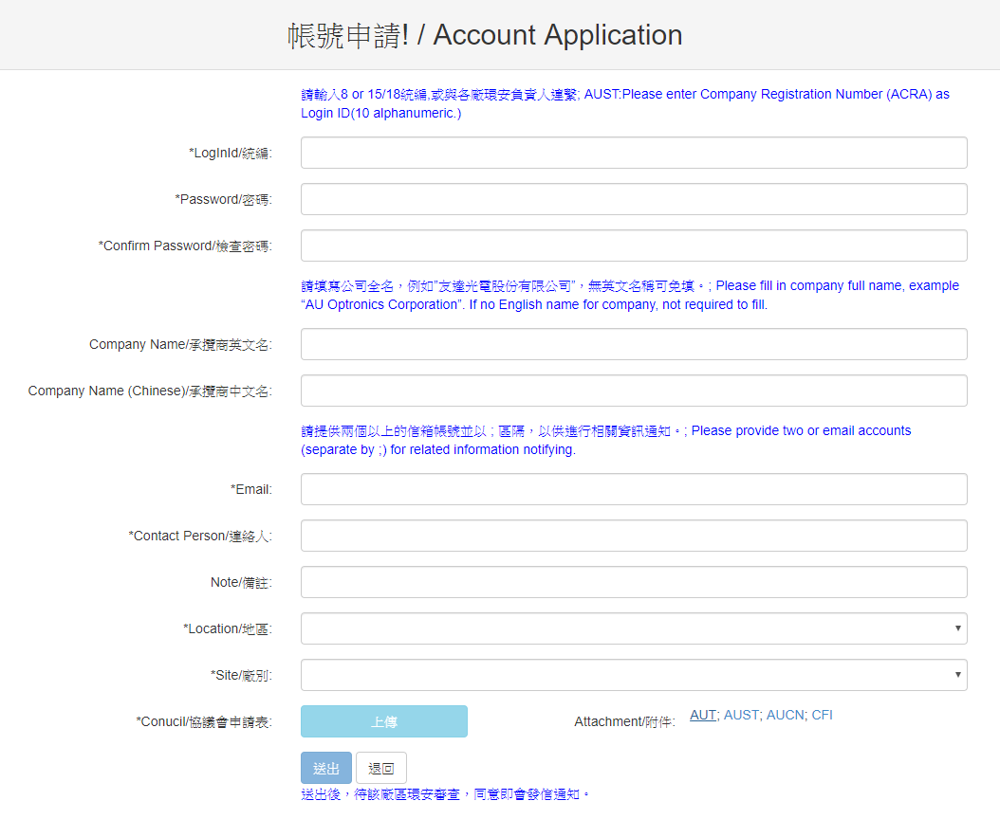 帳號申請! / Account Application
請輸入8 or 15/18統編,或與各廠環安負責人連繫; AUST:Please enter Company Registration Number (ACRA) as
Login ID(10 alphanumeric.)
*LogInId/統編:
*Password/密碼:
*Confirm Password/檢查密碼:
請填寫公司全名，例如"友達光電股份有限公司"，無英文名稱可免填。; Please fill in company full name, example
“AU Optronics Corporation”. If no English name for company, not required to fill.
Company Name/承攬商英文名:
Company Name (Chinese)/承攬商中文名:
請提供兩個以上的信箱帳號並以 ; 區隔，以供進行相關資訊通知。; Please provide two or email accounts
(separate by ;) for related information notifying.
*Email:
*Contact Person/連絡人:
Note/備註:
*Location/地區:
*Site/廠別:
*Conucil/協議會申請表: 上傳 Attachment/附件: AUT; AUST; AUCN; CFI
送出 退回
送出後，待該廠區環安審查，同意即會發信通知。